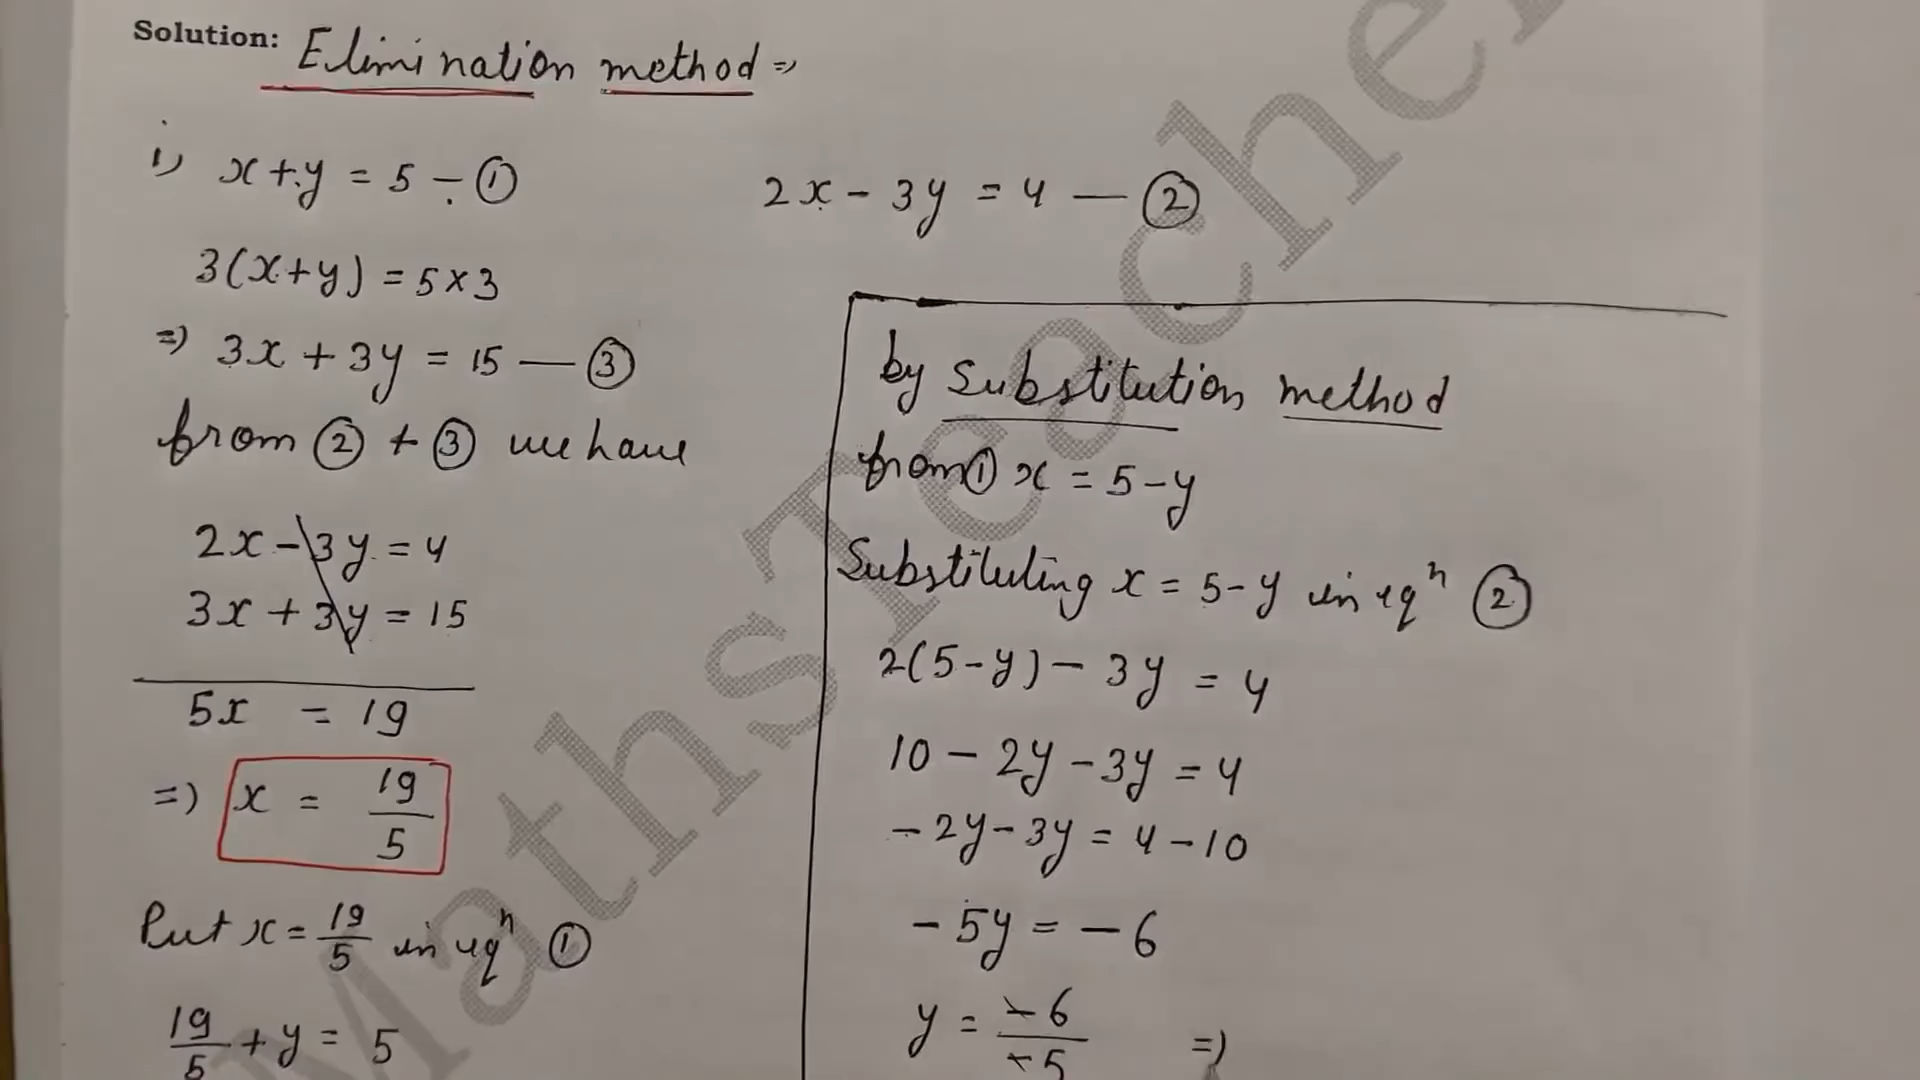 Solution: Elimination method ⇒
i) x + y = 5 — ①
2x - 3y = 4 — ②
3(x+y) = 5 × 3
⇒ 3x + 3y = 15 — ③
from ② + ③ we have
2x - 3y = 4
3x + 3y = 15
5x = 19
⇒ x = 19/5
Put x = 19/5 in eqⁿ ①
19/5 + y = 5
by Substitution method
from ① x = 5 - y
Substituting x = 5 - y in eqⁿ ②
2(5-y) - 3y = 4
10 - 2y - 3y = 4
-2y - 3y = 4 - 10
-5y = -6
y = -6/-5 ⇒
MathsTeacher